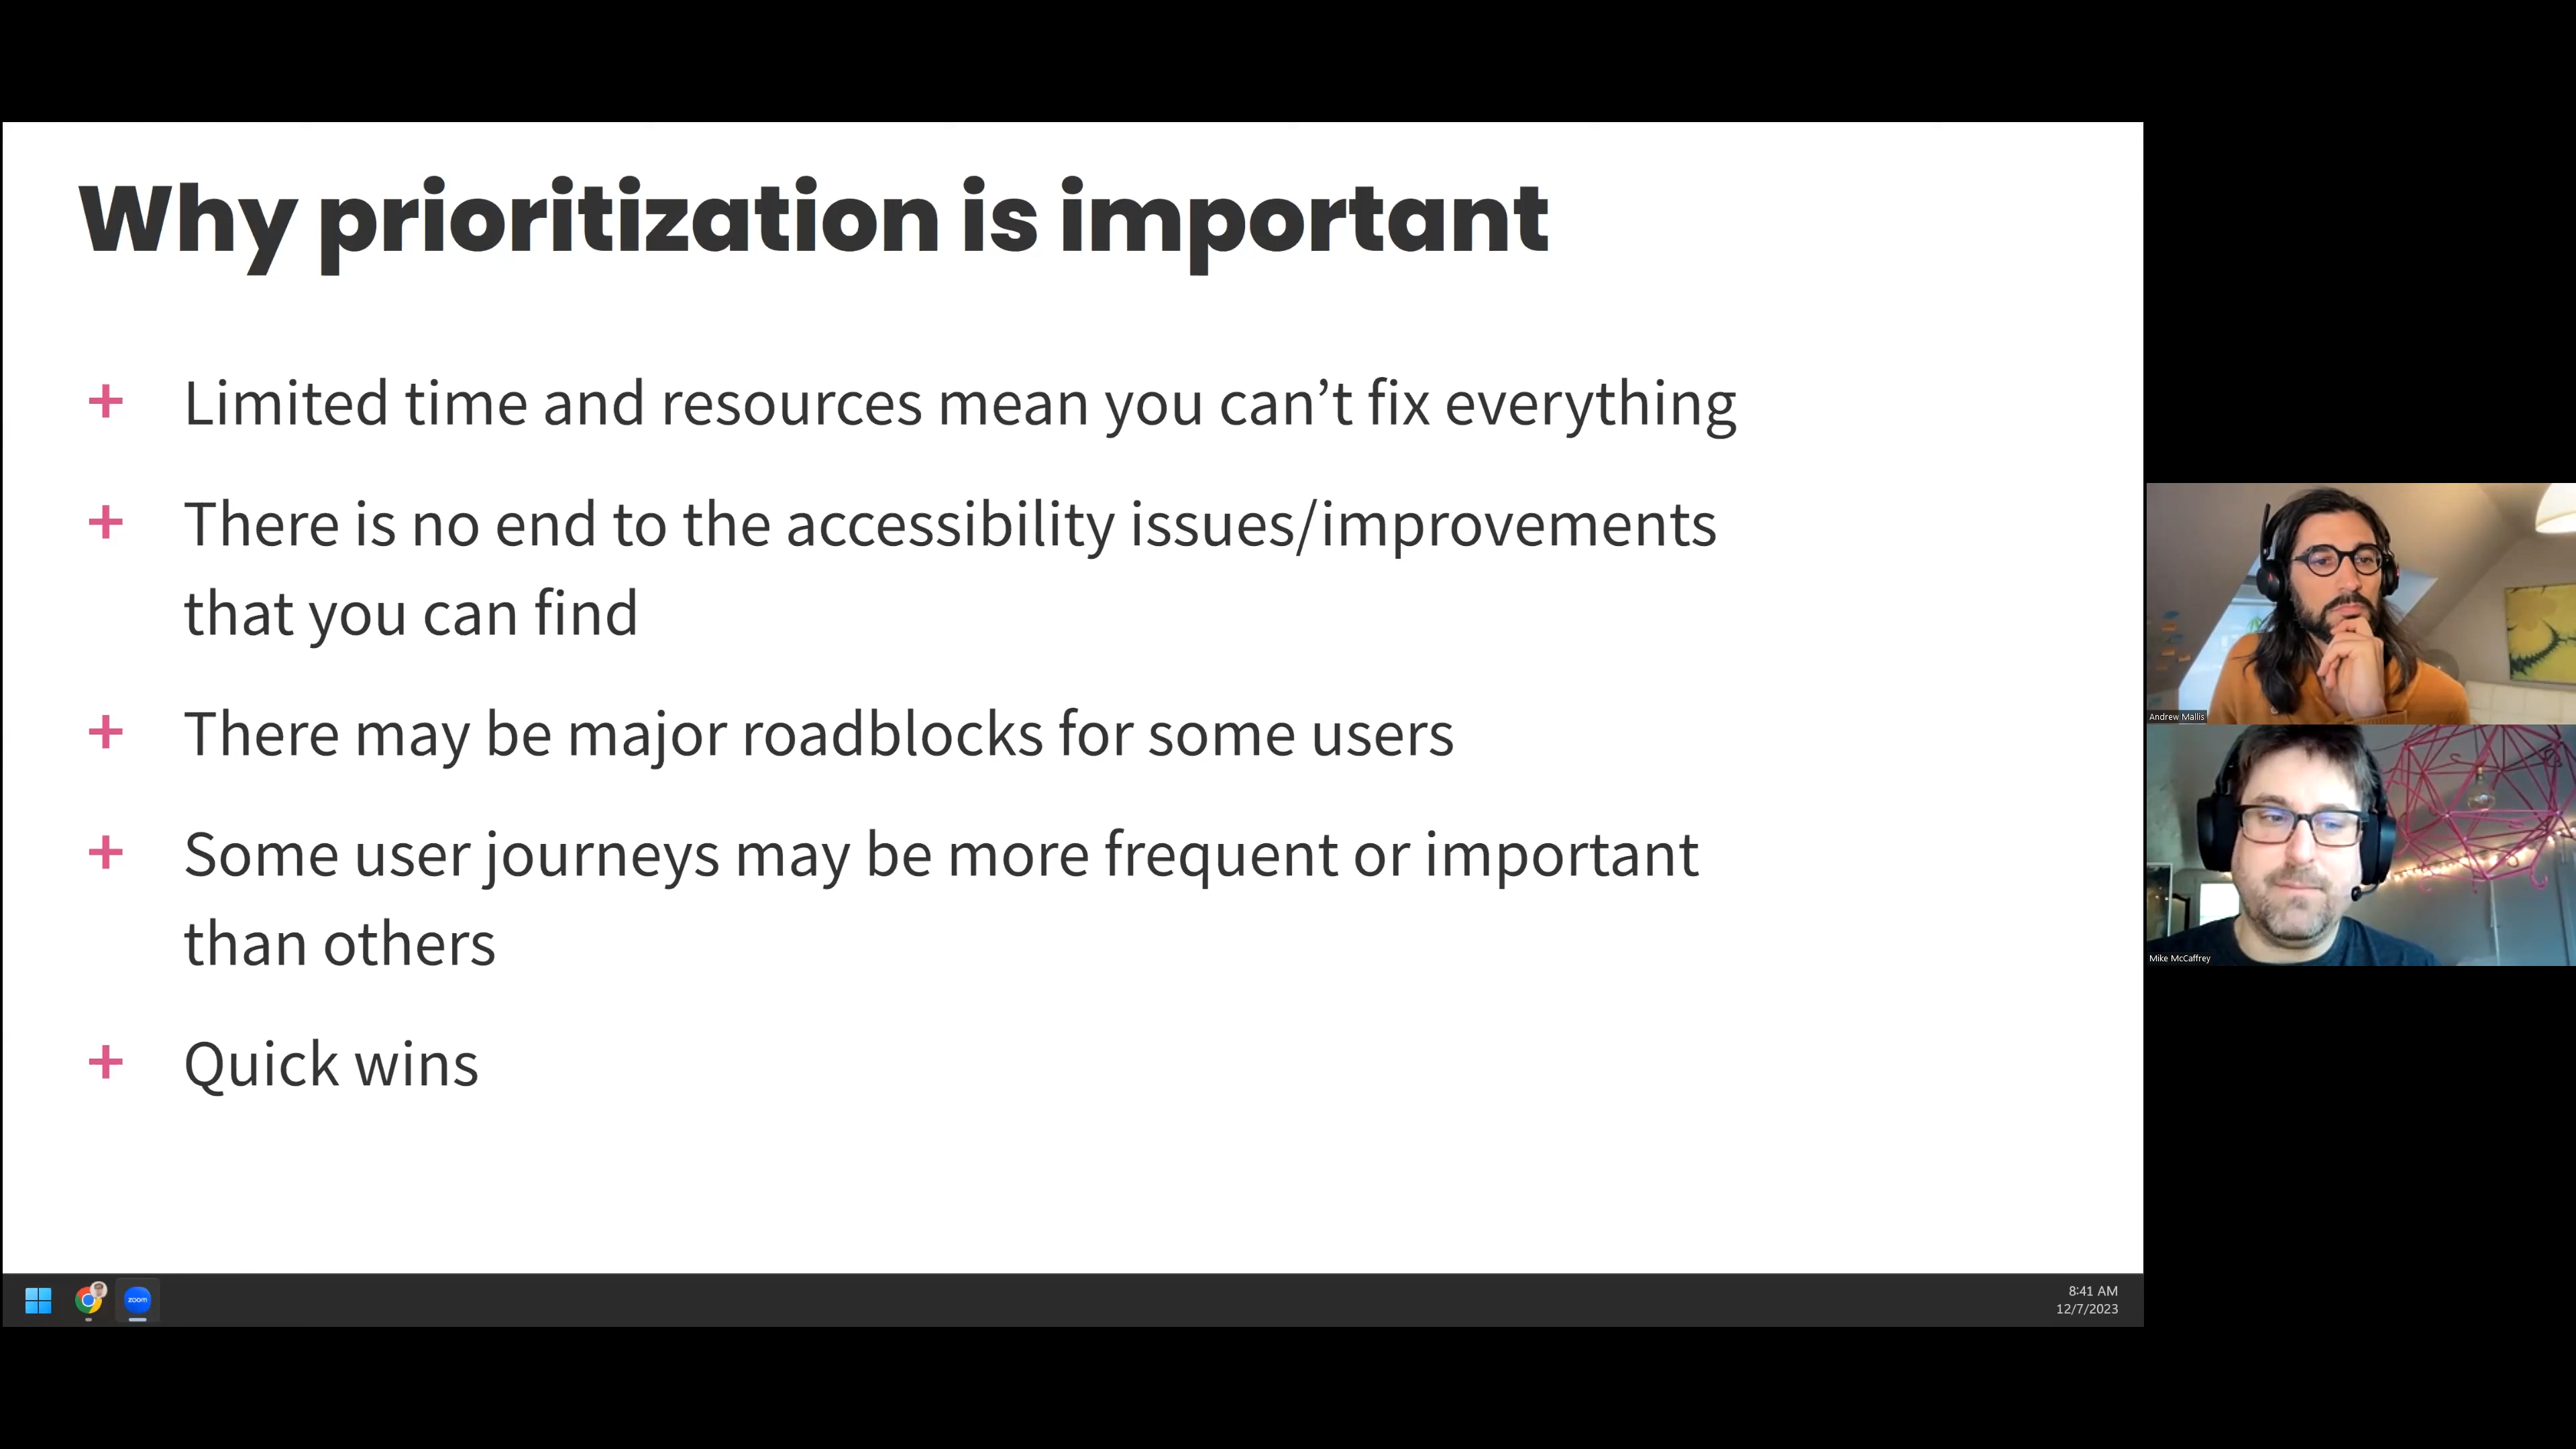 Why prioritization is important
+ Limited time and resources mean you can’t fix everything
+ There is no end to the accessibility issues/improvements
that you can find
+ There may be major roadblocks for some users
+ Some user journeys may be more frequent or important
than others
+ Quick wins
Andrew Mallis
Mike McCaffrey
zoom
8:41 AM
12/7/2023